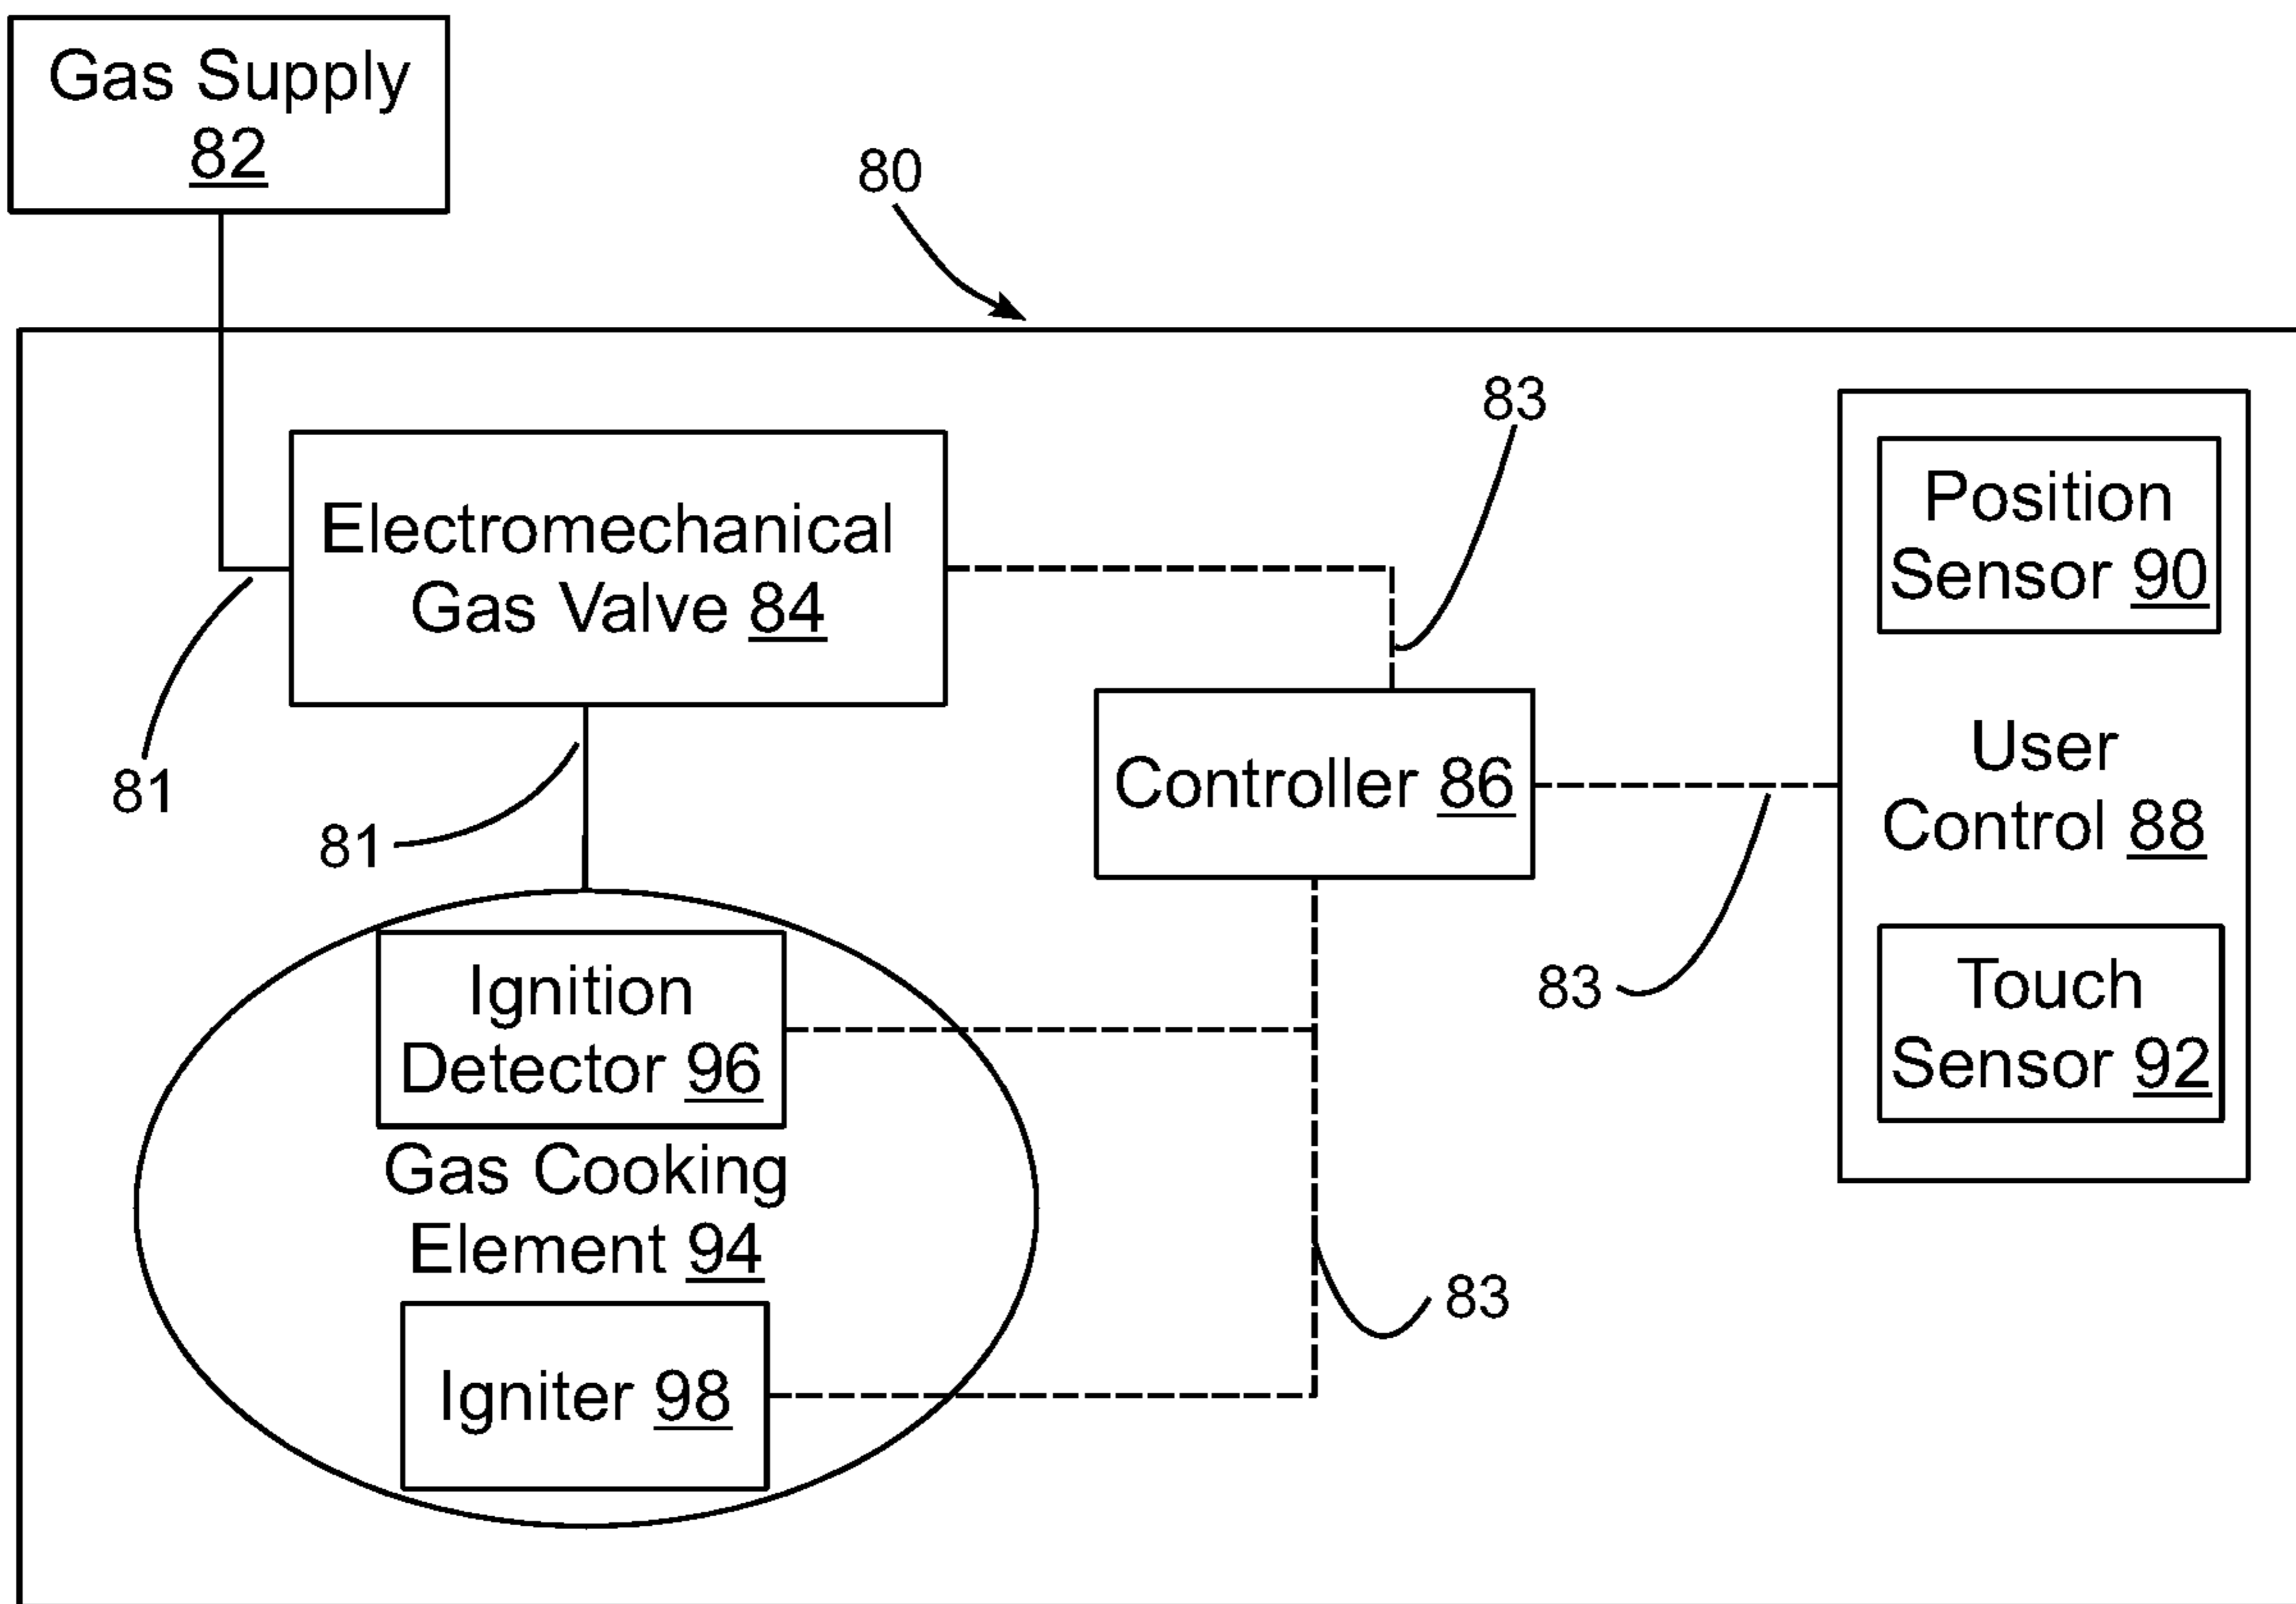 Gas Supply
82
80
83
Electromechanical
Gas Valve 84
Position
Sensor 90
81
81
Controller 86
User
Control 88
83
Ignition
Detector 96
Touch
Sensor 92
Gas Cooking
Element 94
83
Igniter 98